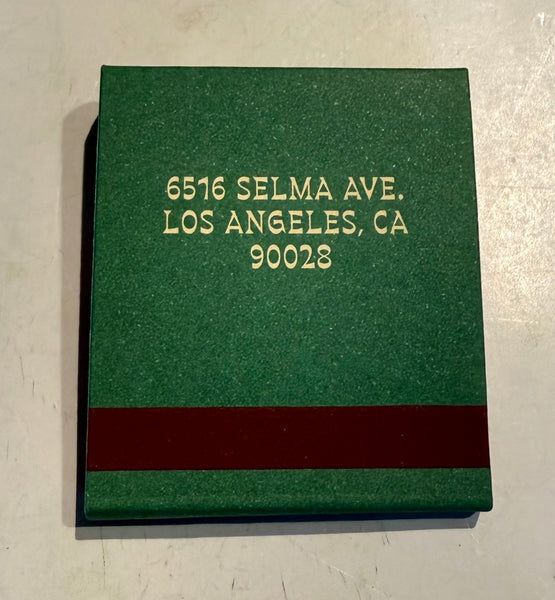 6516 SELMA AVE.
LOS ANGELES, CA
90028